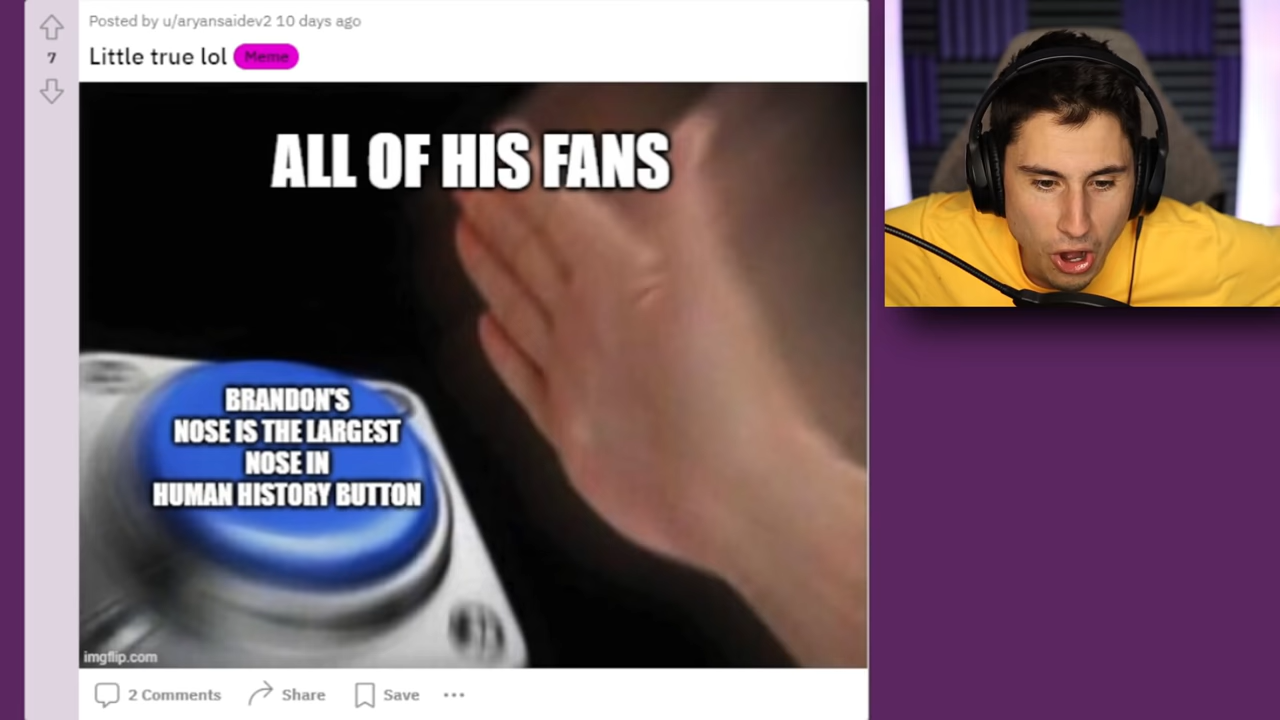 Posted by u/aryansaidev2 10 days ago
7
Little true lol Meme
ALL OF HIS FANS
BRANDON'S
NOSE IS THE LARGEST
NOSE IN
HUMAN HISTORY BUTTON
imgflip.com
2 Comments Share Save